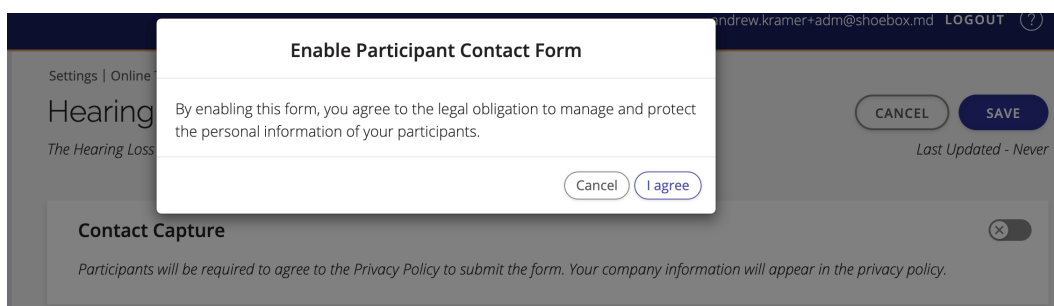 ndrew.kramer+adm@shoebox.md LOGOUT ?
Enable Participant Contact Form
Settings | Online
Hearing
By enabling this form, you agree to the legal obligation to manage and protect
the personal information of your participants.
CANCEL SAVE
The Hearing Loss
Last Updated - Never
Cancel I agree
Contact Capture
Participants will be required to agree to the Privacy Policy to submit the form. Your company information will appear in the privacy policy.